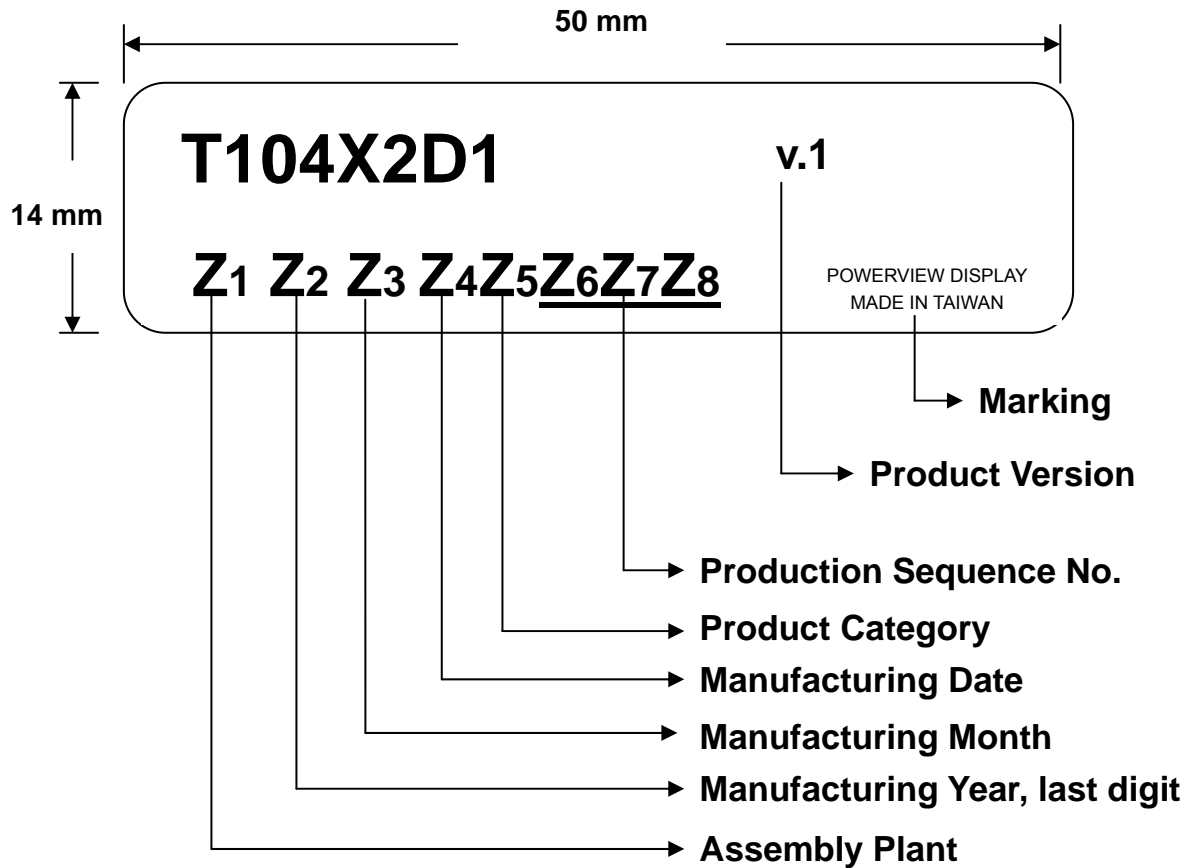 50 mm
T104X2D1 v.1
14 mm
Z1 Z2 Z3 Z4Z5Z6Z7Z8
POWERVIEW DISPLAY
MADE IN TAIWAN
Marking
Product Version
Production Sequence No.
Product Category
Manufacturing Date
Manufacturing Month
Manufacturing Year, last digit
Assembly Plant